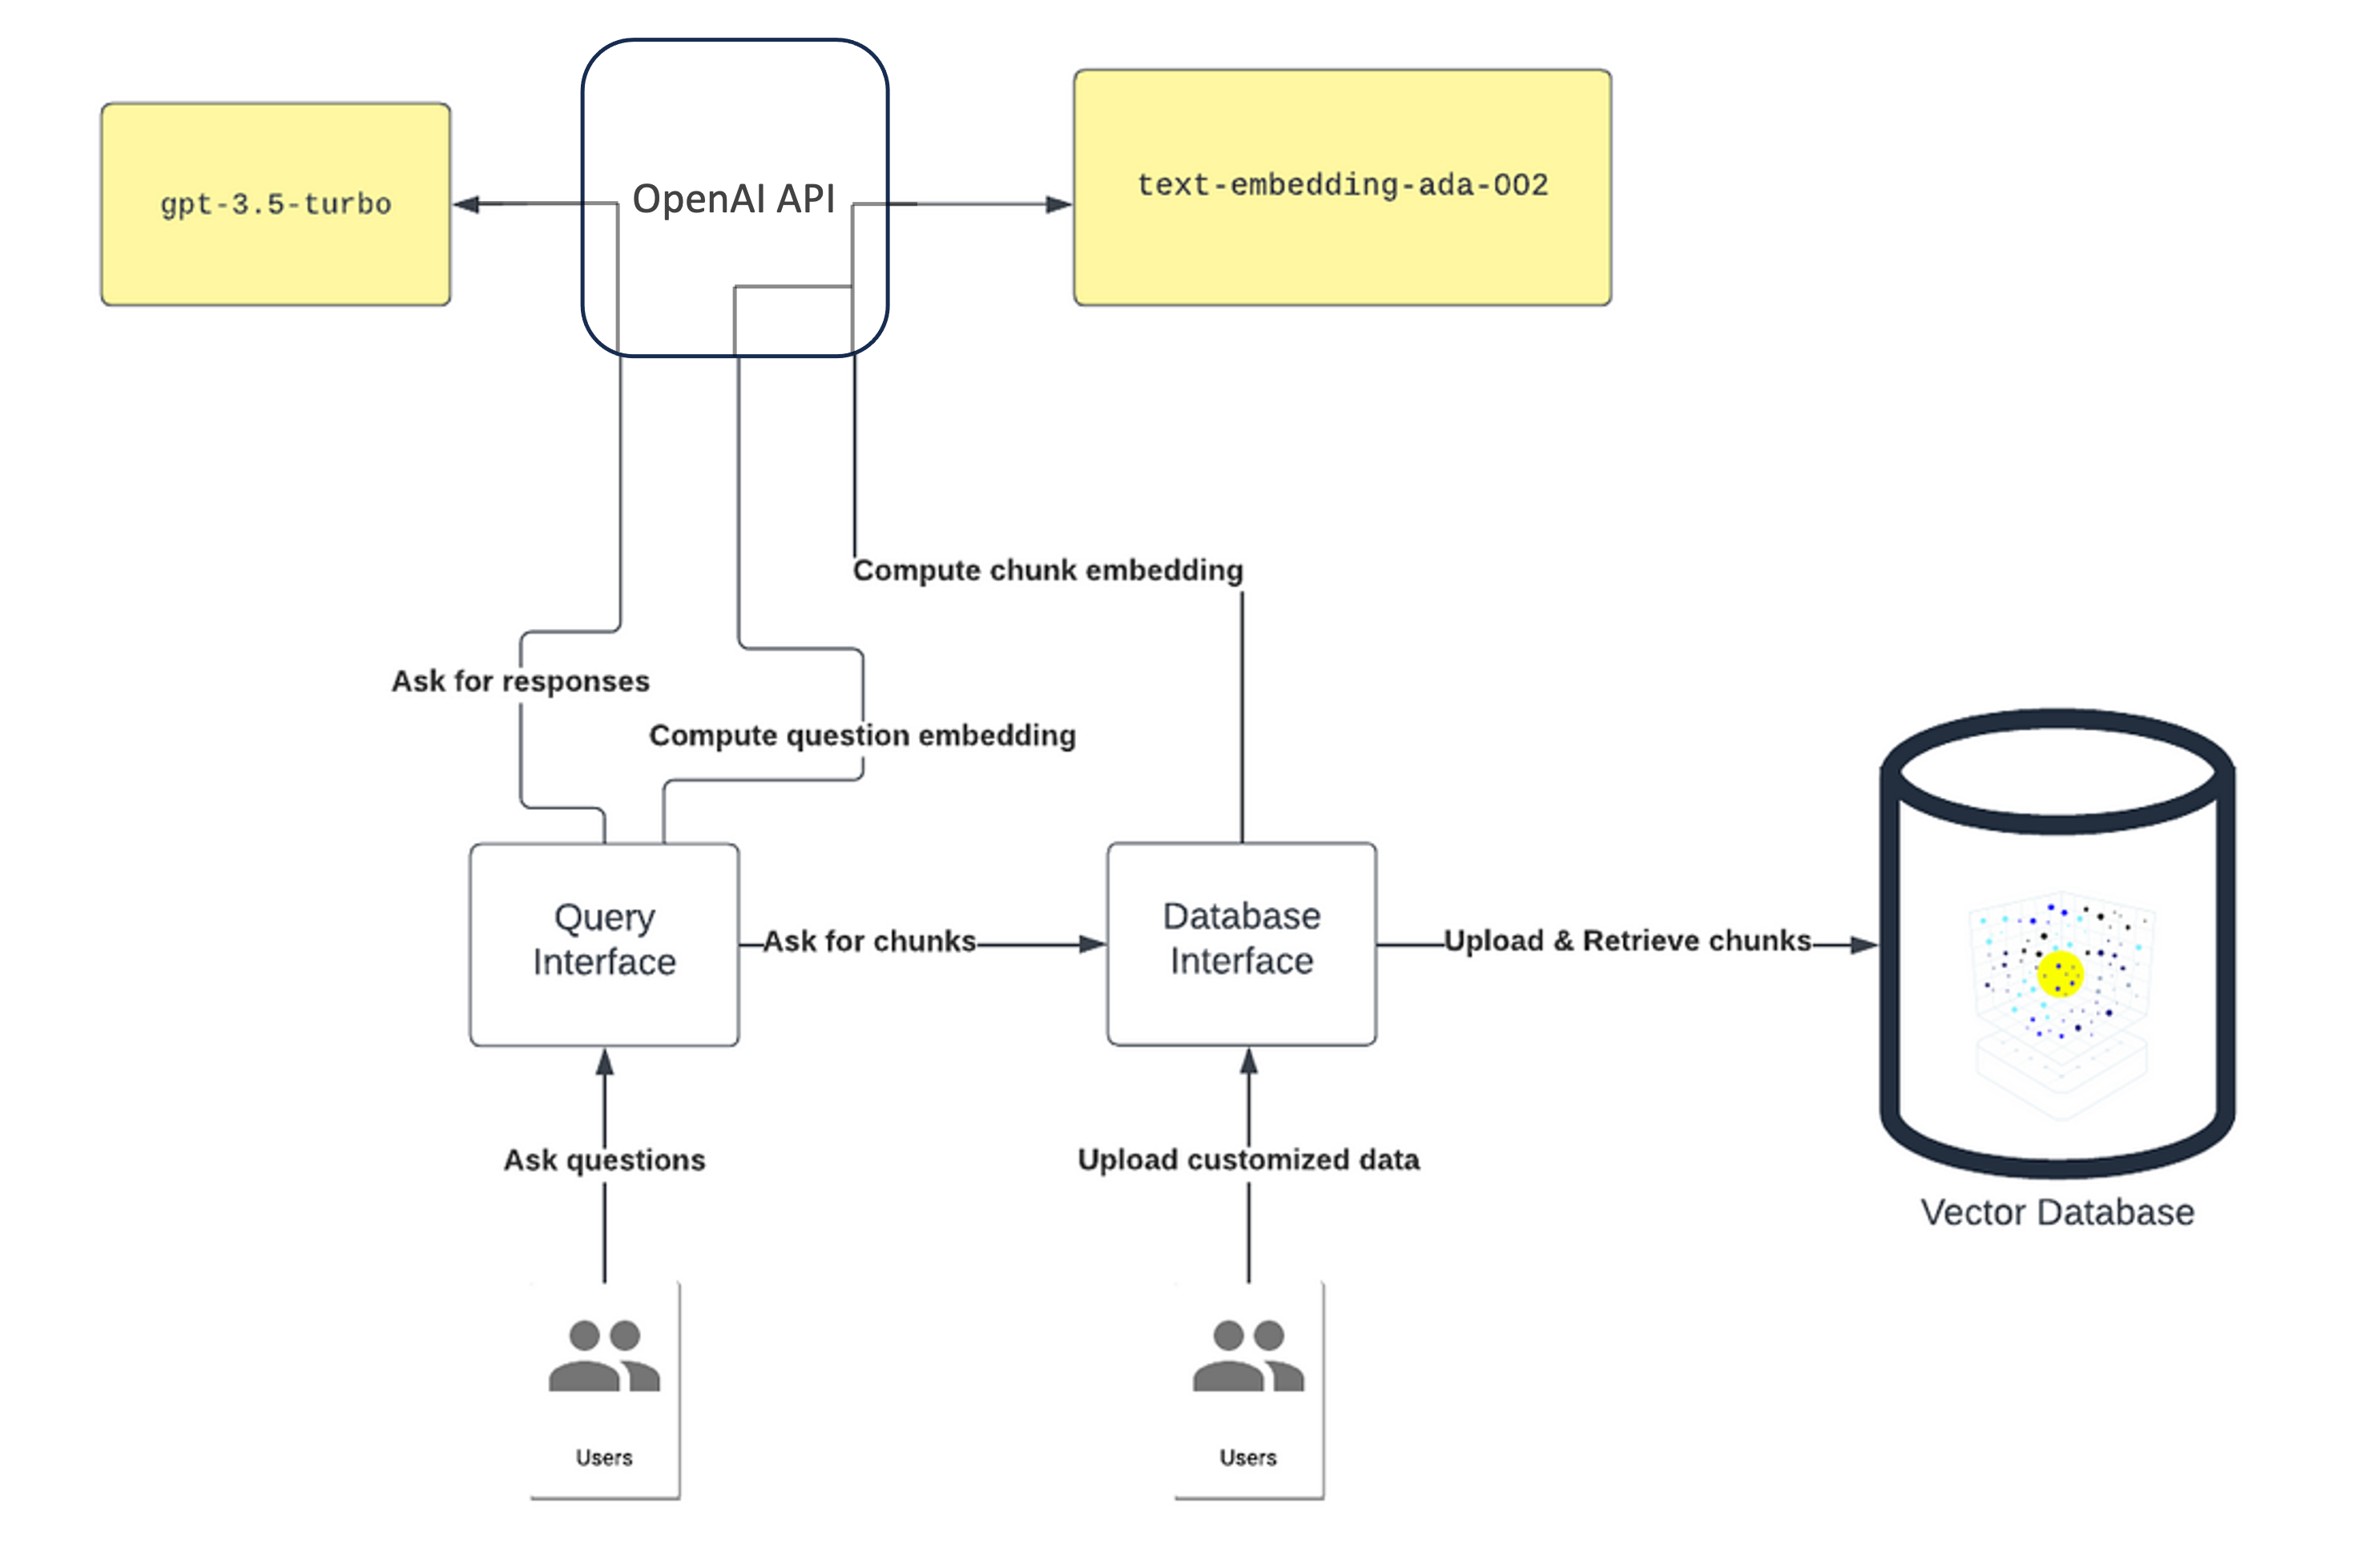 OpenAI API
gpt-3.5-turbo
text-embedding-ada-002
Compute chunk embedding
Ask for responses
Compute question embedding
Query
Interface
Ask for chunks
Database
Interface
Upload & Retrieve chunks
Ask questions
Upload customized data
Vector Database
Users
Users